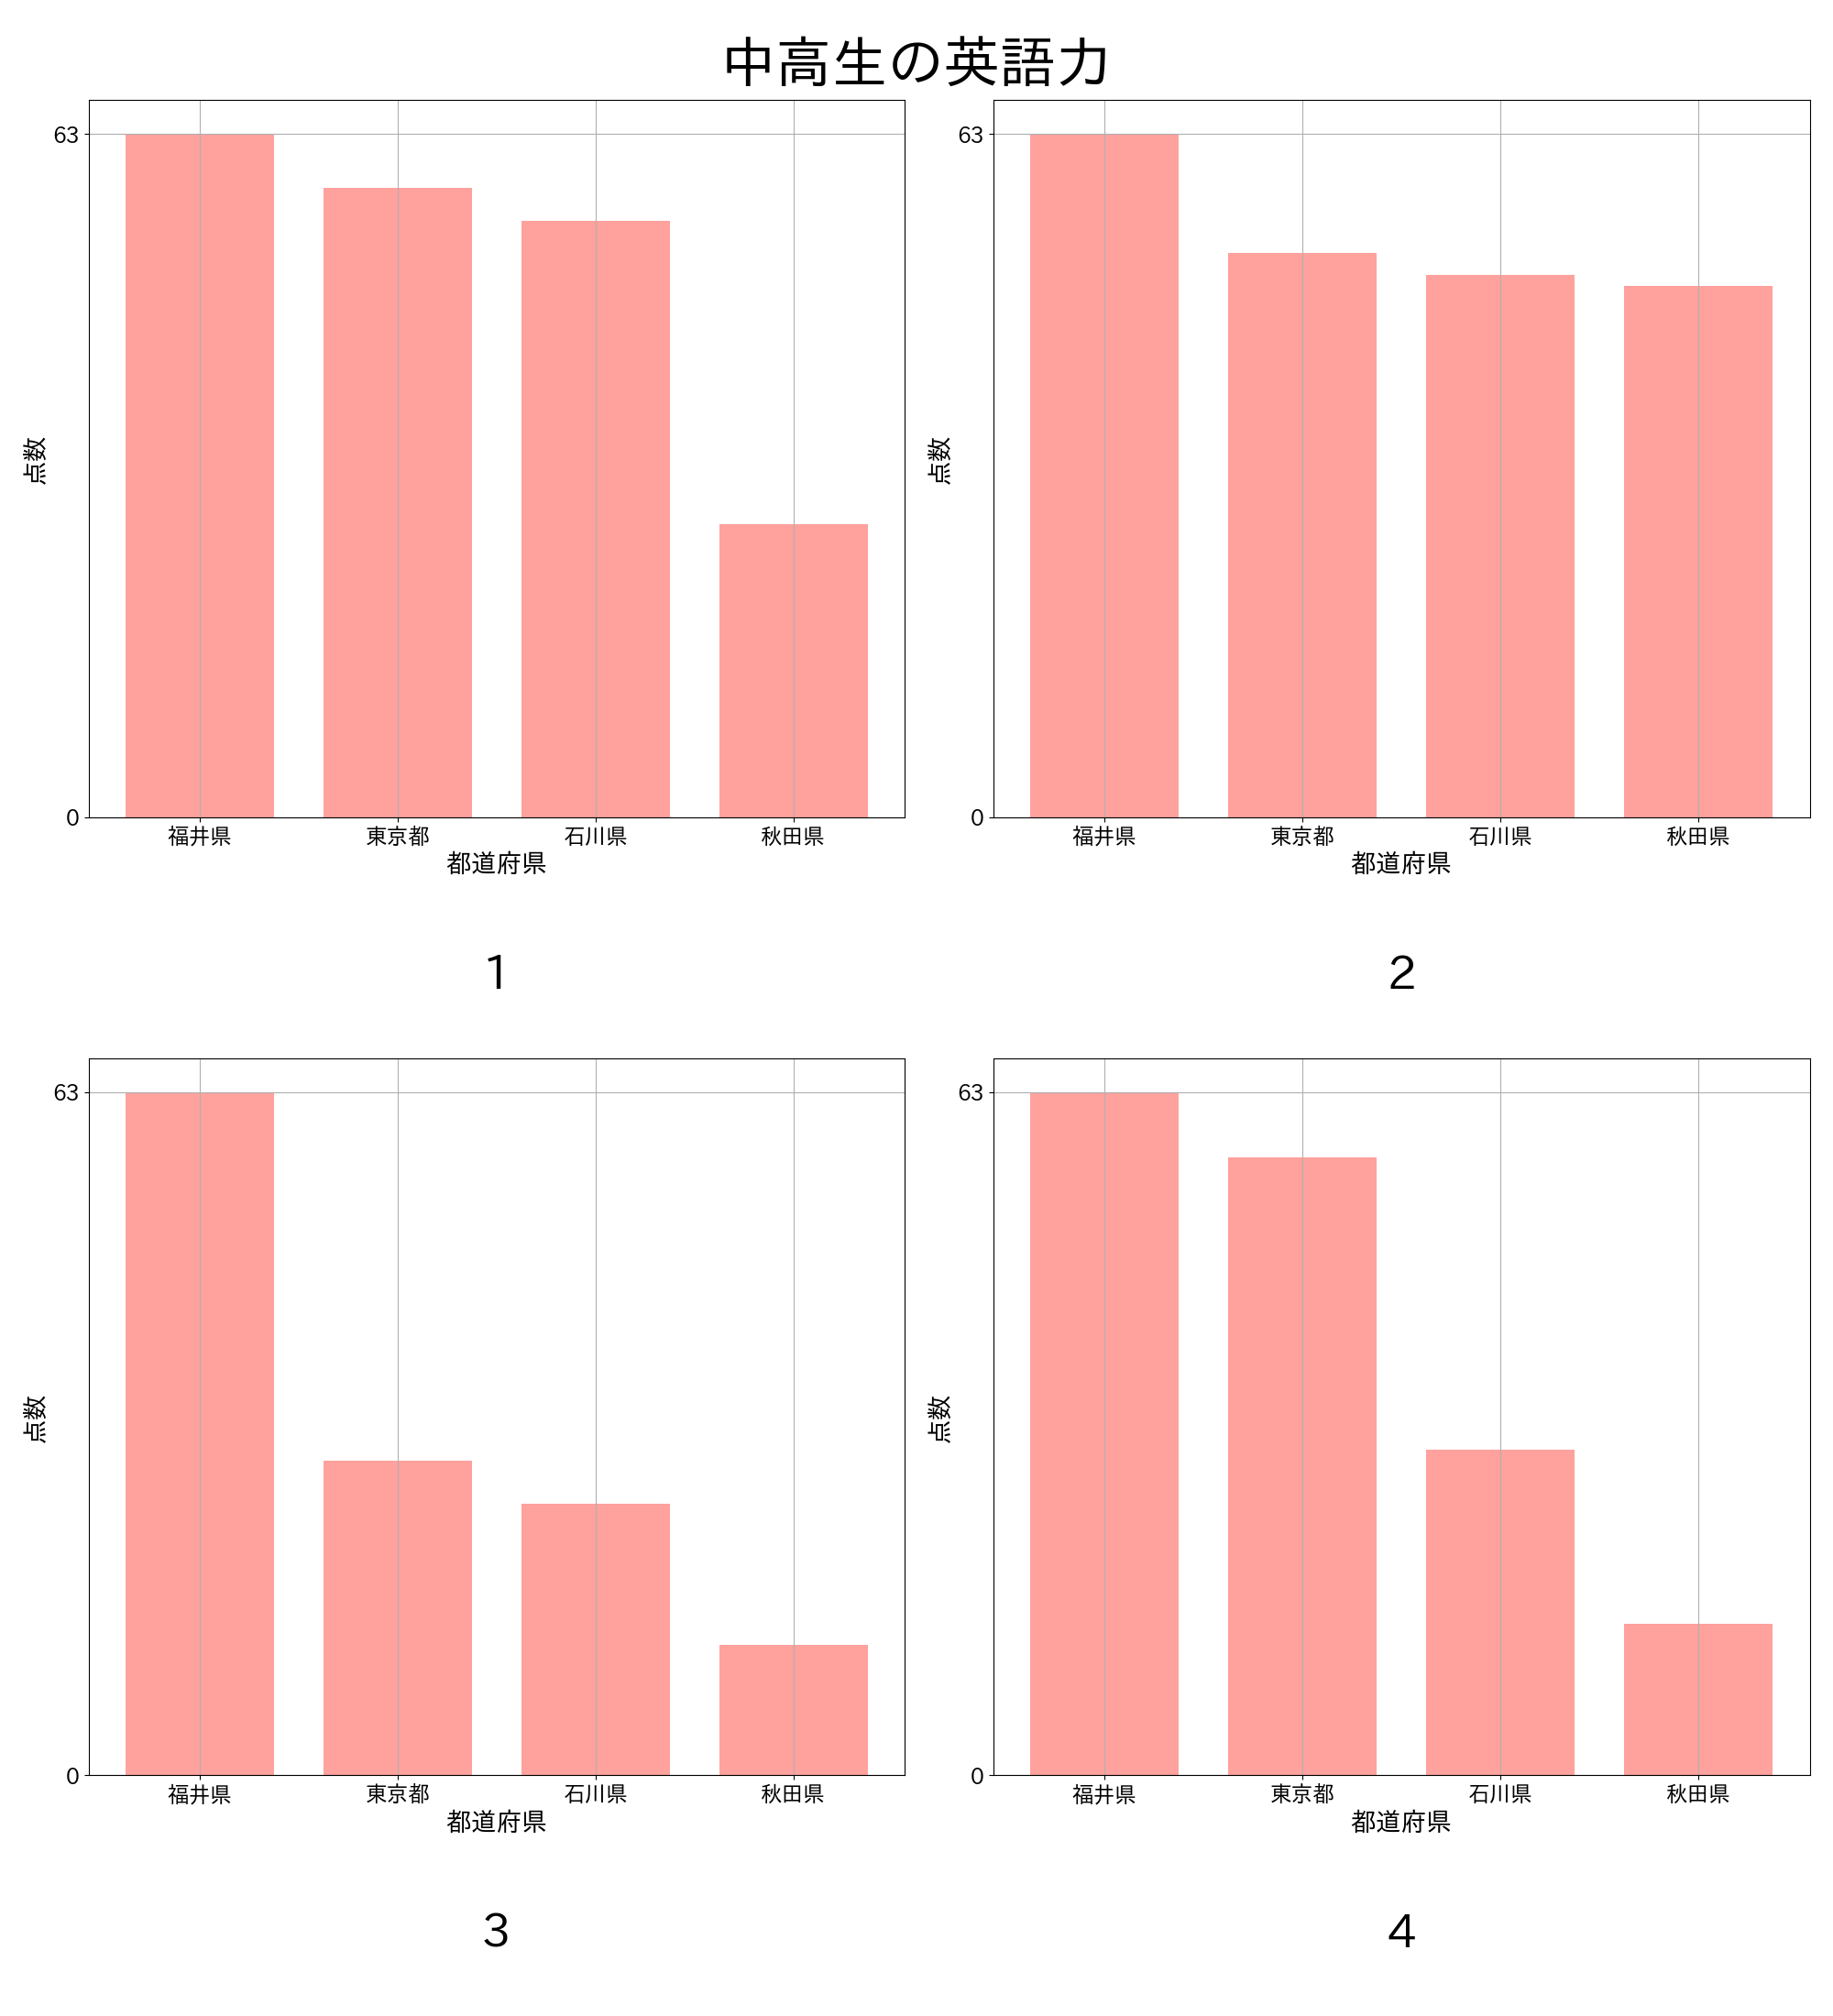 中高生の英語力
63
0
点数
福井県 東京都 石川県 秋田県
都道府県
1
63
0
点数
福井県 東京都 石川県 秋田県
都道府県
2
63
0
点数
福井県 東京都 石川県 秋田県
都道府県
3
63
0
点数
福井県 東京都 石川県 秋田県
都道府県
4